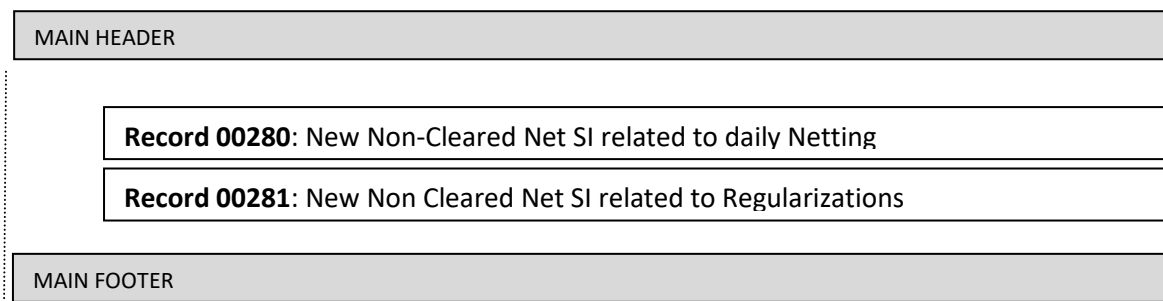 MAIN HEADER
Record 00280: New Non-Cleared Net SI related to daily Netting
Record 00281: New Non Cleared Net SI related to Regularizations
MAIN FOOTER